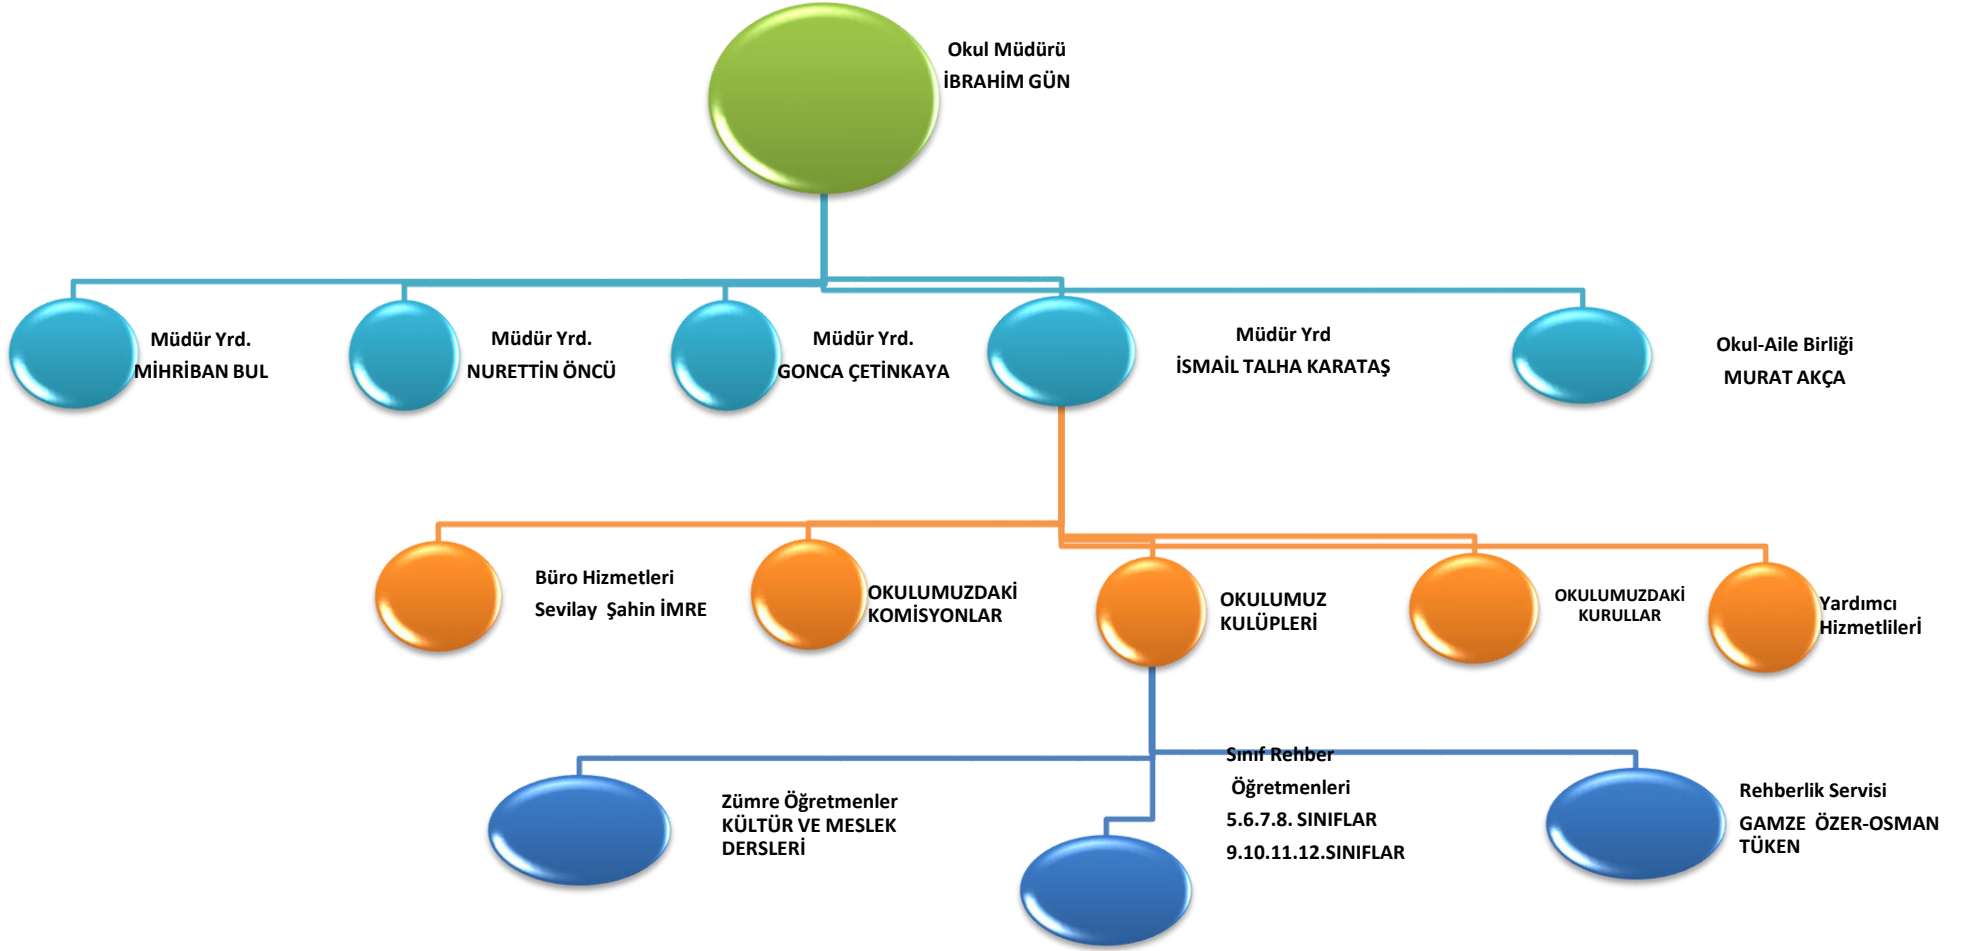 Okul Müdürü
İBRAHİM GÜN
Müdür Yrd.
MİHRİBAN BUL
Müdür Yrd.
NURETTİN ÖNCÜ
Müdür Yrd.
GONCA ÇETİNKAYA
Müdür Yrd
İSMAİL TALHA KARATAŞ
Okul-Aile Birliği
MURAT AKÇA
Büro Hizmetleri
Sevilay Şahin İMRE
OKULUMUZDAKİ
KOMİSYONLAR
OKULUMUZ
KULÜPLERİ
OKULUMUZDAKİ
KURULLAR
Yardımcı
Hizmetlilerİ
Zümre Öğretmenler
KÜLTÜR VE MESLEK
DERSLERİ
Sınıf Rehber
Öğretmenleri
5.6.7.8. SINIFLAR
9.10.11.12.SINIFLAR
Rehberlik Servisi
GAMZE ÖZER-OSMAN
TÜKEN